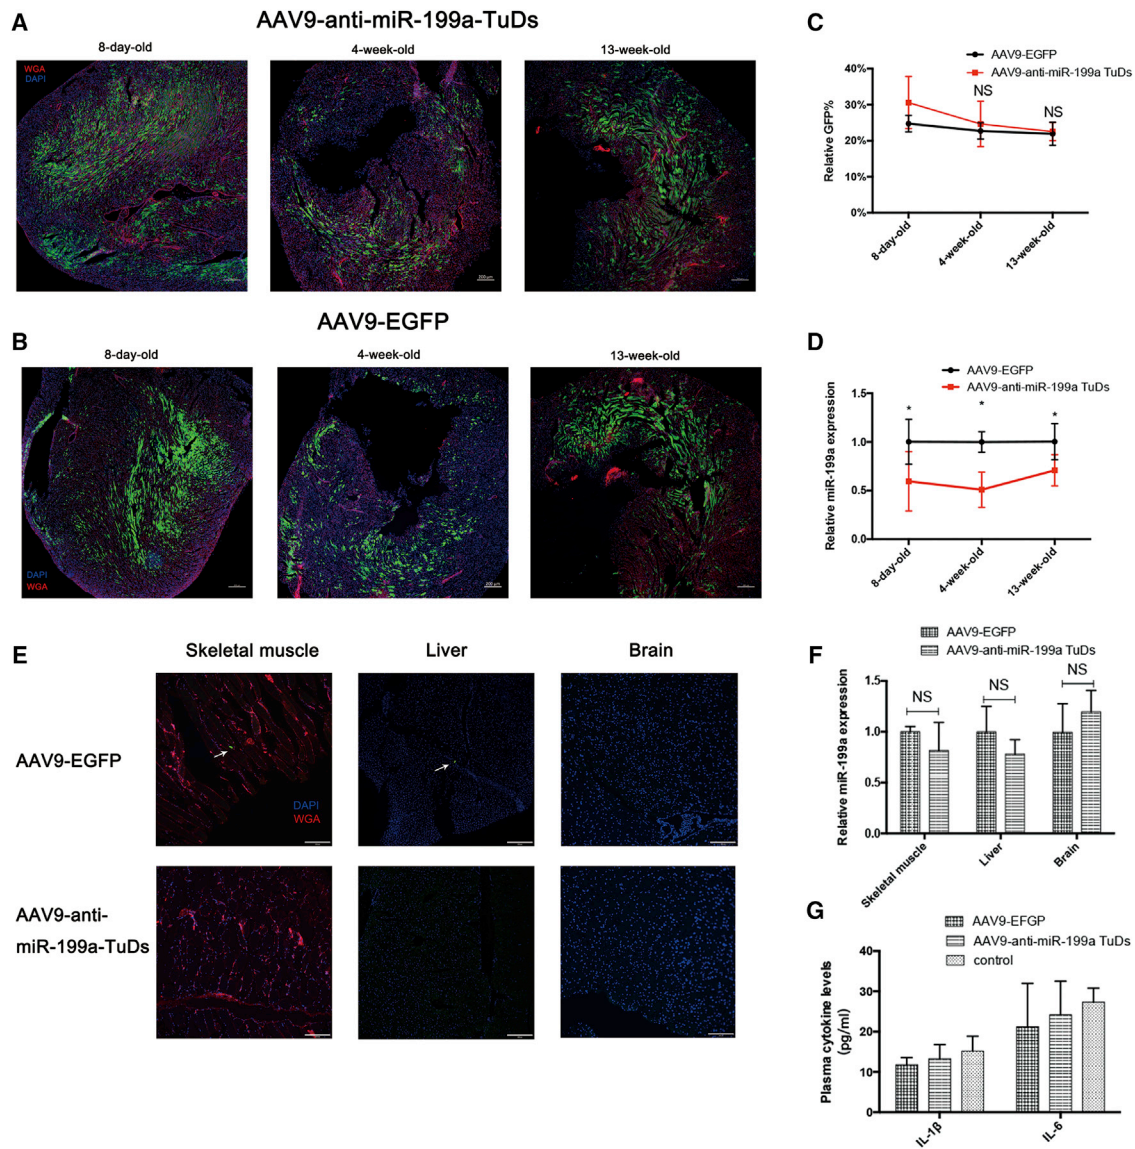 A
AAV9-anti-miR-199a-TuDs
8-day-old
4-week-old
13-week-old
WGA
DAPI
200 μm
B
AAV9-EGFP
8-day-old
4-week-old
13-week-old
DAPI
WGA
200 μm
C
AAV9-EGFP
AAV9-anti-miR-199a TuDs
Relative GFP%
40%
30%
20%
10%
0%
NS
NS
8-day-old
4-week-old
13-week-old
D
AAV9-EGFP
AAV9-anti-miR-199a TuDs
Relative miR-199a expression
1.5
1.0
0.5
0.0
*
*
*
8-day-old
4-week-old
13-week-old
E
Skeletal muscle
Liver
Brain
AAV9-EGFP
DAPI
WGA
AAV9-anti-
miR-199a-TuDs
F
AAV9-EGFP
AAV9-anti-miR-199a TuDs
Relative miR-199a expression
1.5
1.0
0.5
0.0
NS
NS
NS
Skeletal muscle
Liver
Brain
G
AAV9-EFGP
AAV9-anti-miR-199a TuDs
control
Plasma cytokine levels
(pg/ml)
40
30
20
10
0
IL-1β
IL-6